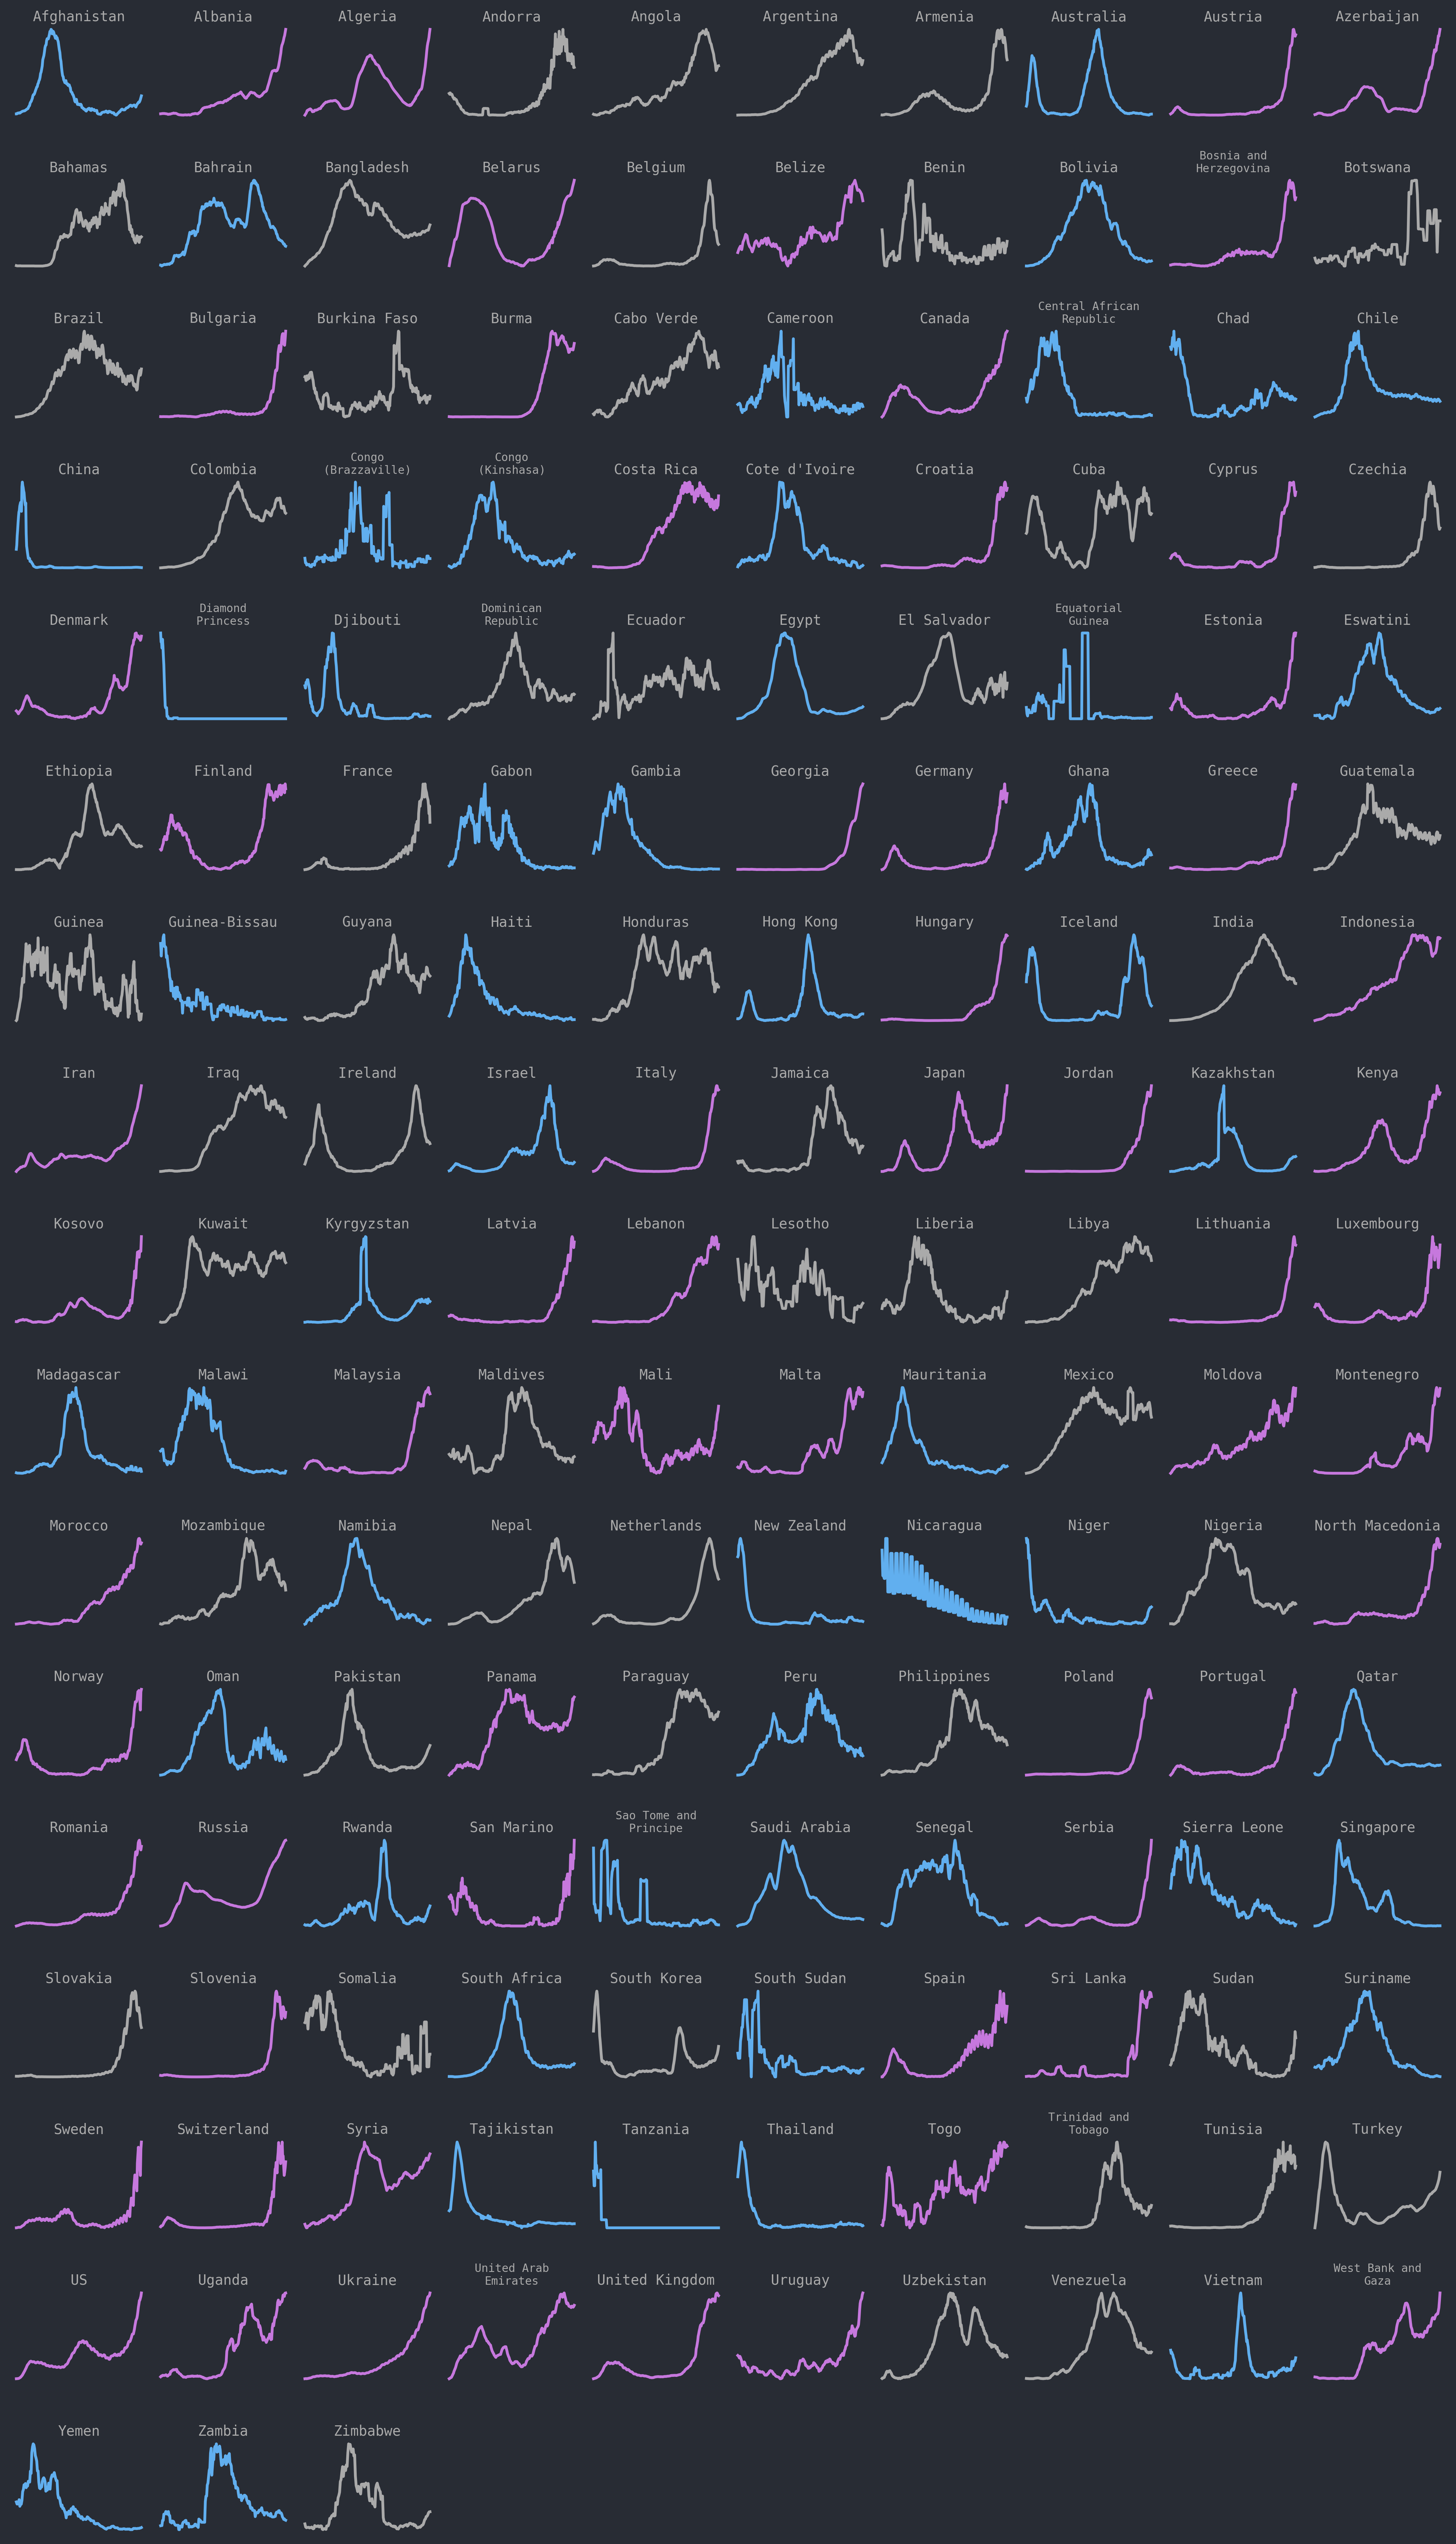 Afghanistan
Albania
Algeria
Andorra
Angola
Argentina
Armenia
Australia
Austria
Azerbaijan
Bahamas
Bahrain
Bangladesh
Belarus
Belgium
Belize
Benin
Bolivia
Bosnia and
Herzegovina
Botswana
Brazil
Bulgaria
Burkina Faso
Burma
Cabo Verde
Cameroon
Canada
Central African
Republic
Chad
Chile
China
Colombia
Congo
(Brazzaville)
Congo
(Kinshasa)
Costa Rica
Cote d'Ivoire
Croatia
Cuba
Cyprus
Czechia
Denmark
Diamond
Princess
Djibouti
Dominican
Republic
Ecuador
Egypt
El Salvador
Equatorial
Guinea
Estonia
Eswatini
Ethiopia
Finland
France
Gabon
Gambia
Georgia
Germany
Ghana
Greece
Guatemala
Guinea
Guinea-Bissau
Guyana
Haiti
Honduras
Hong Kong
Hungary
Iceland
India
Indonesia
Iran
Iraq
Ireland
Israel
Italy
Jamaica
Japan
Jordan
Kazakhstan
Kenya
Kosovo
Kuwait
Kyrgyzstan
Latvia
Lebanon
Lesotho
Liberia
Libya
Lithuania
Luxembourg
Madagascar
Malawi
Malaysia
Maldives
Mali
Malta
Mauritania
Mexico
Moldova
Montenegro
Morocco
Mozambique
Namibia
Nepal
Netherlands
New Zealand
Nicaragua
Niger
Nigeria
North Macedonia
Norway
Oman
Pakistan
Panama
Paraguay
Peru
Philippines
Poland
Portugal
Qatar
Romania
Russia
Rwanda
San Marino
Sao Tome and
Principe
Saudi Arabia
Senegal
Serbia
Sierra Leone
Singapore
Slovakia
Slovenia
Somalia
South Africa
South Korea
South Sudan
Spain
Sri Lanka
Sudan
Suriname
Sweden
Switzerland
Syria
Tajikistan
Tanzania
Thailand
Togo
Trinidad and
Tobago
Tunisia
Turkey
US
Uganda
Ukraine
United Arab
Emirates
United Kingdom
Uruguay
Uzbekistan
Venezuela
Vietnam
West Bank and
Gaza
Yemen
Zambia
Zimbabwe